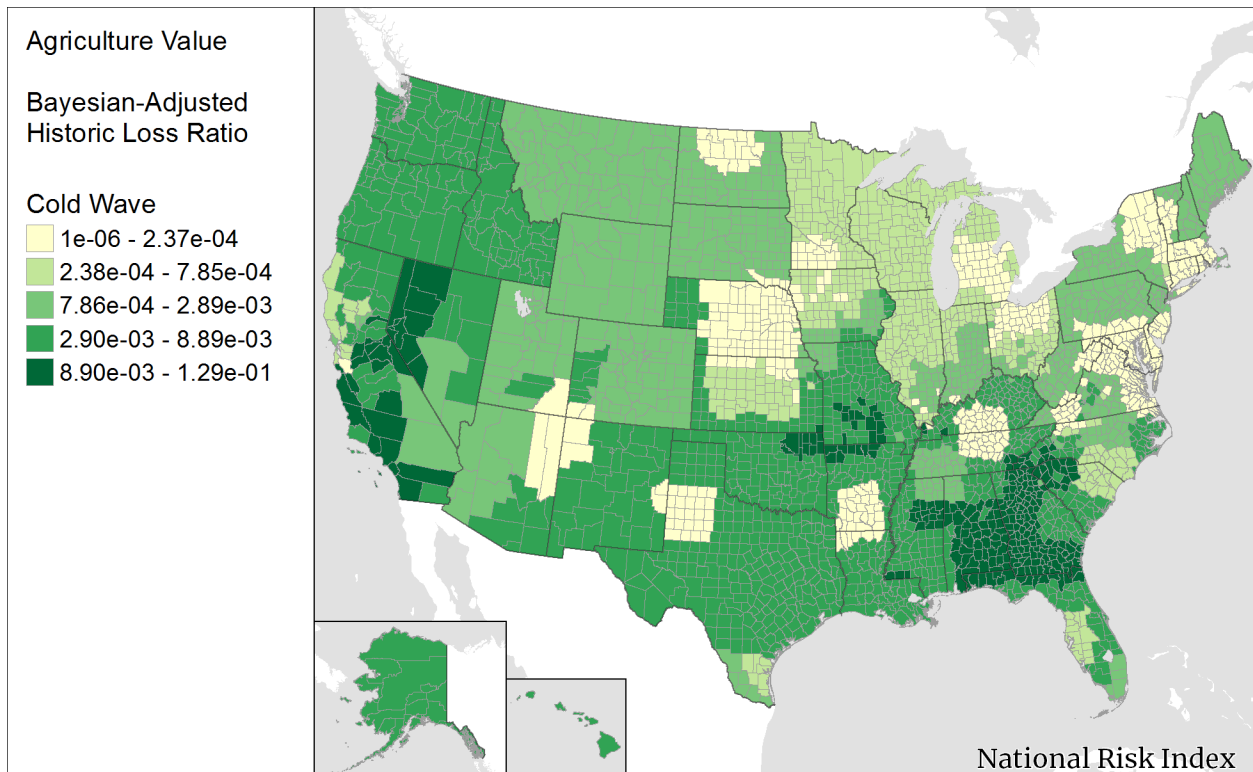 Agriculture Value
Bayesian-Adjusted
Historic Loss Ratio
Cold Wave
1e-06 - 2.37e-04
2.38e-04 - 7.85e-04
7.86e-04 - 2.89e-03
2.90e-03 - 8.89e-03
8.90e-03 - 1.29e-01
National Risk Index